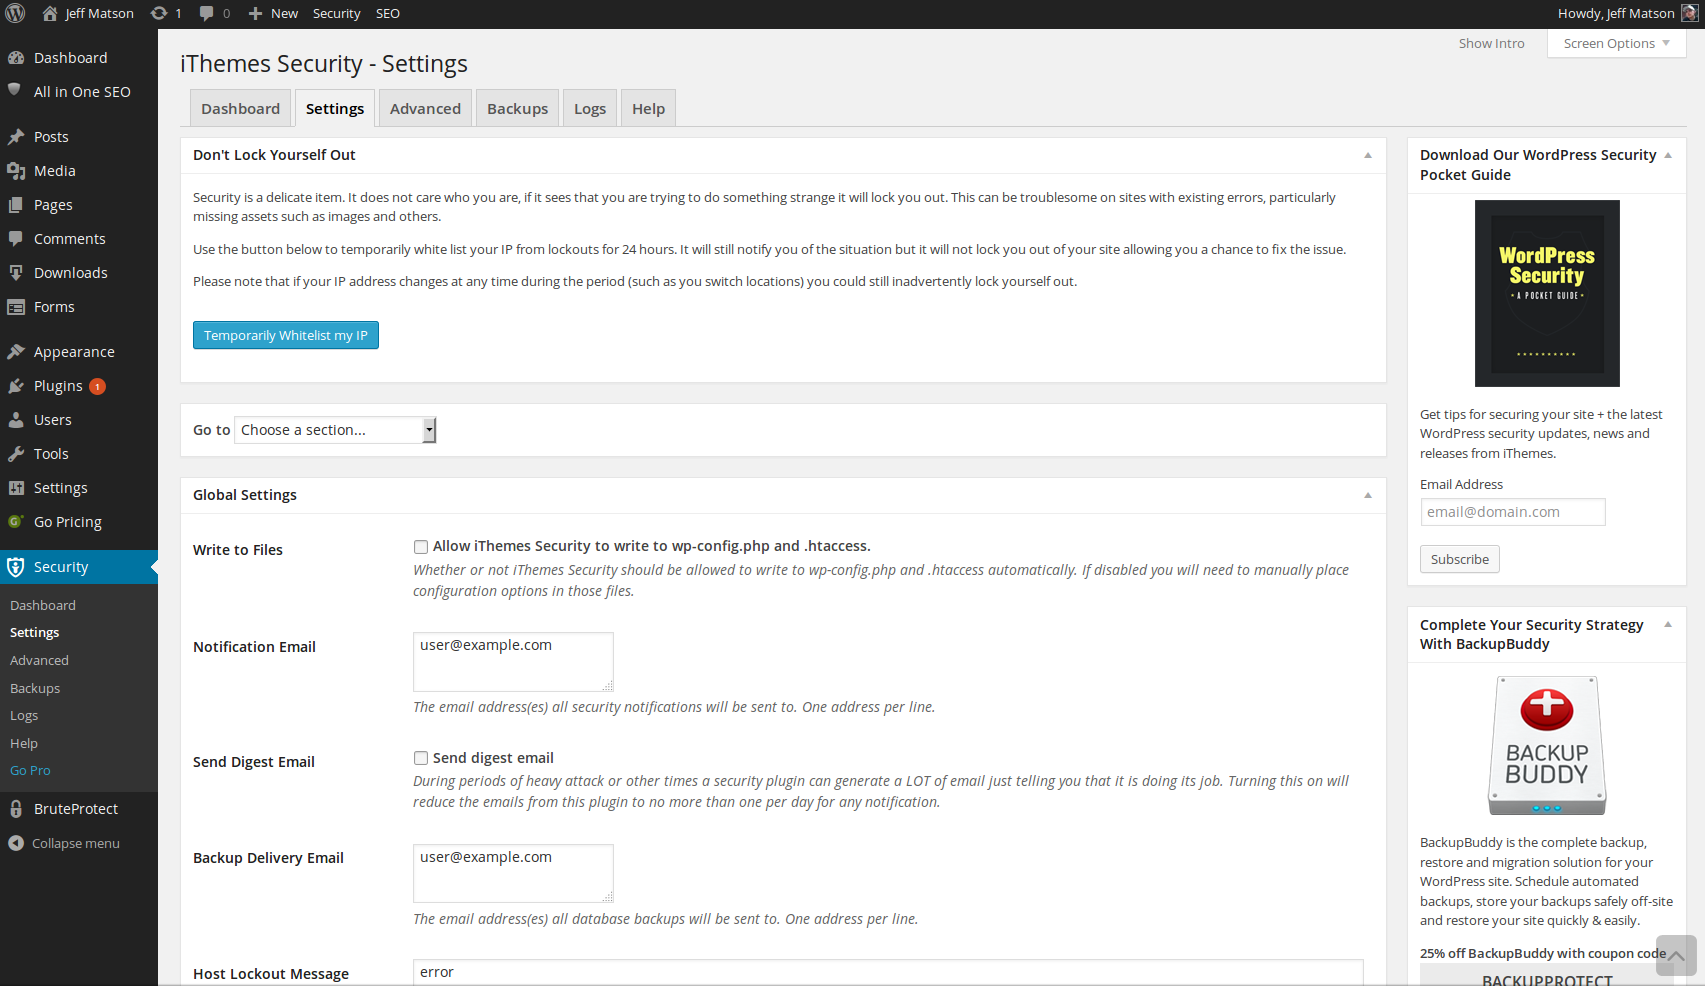 Jeff Matson 1 0 New Security SEO Howdy, Jeff Matson
Dashboard
All in One SEO
Posts
Media
Pages
Comments
Downloads
Forms
Appearance
Plugins 1
Users
Tools
Settings
Go Pricing
Security
Dashboard
Settings
Advanced
Backups
Logs
Help
Go Pro
BruteProtect
Collapse menu
Show Intro Screen Options
iThemes Security - Settings
Dashboard Settings Advanced Backups Logs Help
Don't Lock Yourself Out
Security is a delicate item. It does not care who you are, if it sees that you are trying to do something strange it will lock you out. This can be troublesome on sites with existing errors, particularly
missing assets such as images and others.
Use the button below to temporarily white list your IP from lockouts for 24 hours. It will still notify you of the situation but it will not lock you out of your site allowing you a chance to fix the issue.
Please note that if your IP address changes at any time during the period (such as you switch locations) you could still inadvertently lock yourself out.
Temporarily Whitelist my IP
Go to Choose a section...
Global Settings
Write to Files
Allow iThemes Security to write to wp-config.php and .htaccess.
Whether or not iThemes Security should be allowed to write to wp-config.php and .htaccess automatically. If disabled you will need to manually place
configuration options in those files.
Notification Email
user@example.com
The email address(es) all security notifications will be sent to. One address per line.
Send Digest Email
Send digest email
During periods of heavy attack or other times a security plugin can generate a LOT of email just telling you that it is doing its job. Turning this on will
reduce the emails from this plugin to no more than one per day for any notification.
Backup Delivery Email
user@example.com
The email address(es) all database backups will be sent to. One address per line.
Host Lockout Message
error
Download Our WordPress Security
Pocket Guide
WordPress
Security
A POCKET GUIDE
Get tips for securing your site + the latest
WordPress security updates, news and
releases from iThemes.
Email Address
email@domain.com
Subscribe
Complete Your Security Strategy
With BackupBuddy
BACKUP
BUDDY
BackupBuddy is the complete backup,
restore and migration solution for your
WordPress site. Schedule automated
backups, store your backups safely off-site
and restore your site quickly & easily.
25% off BackupBuddy with coupon code
BACKUPPROTECT